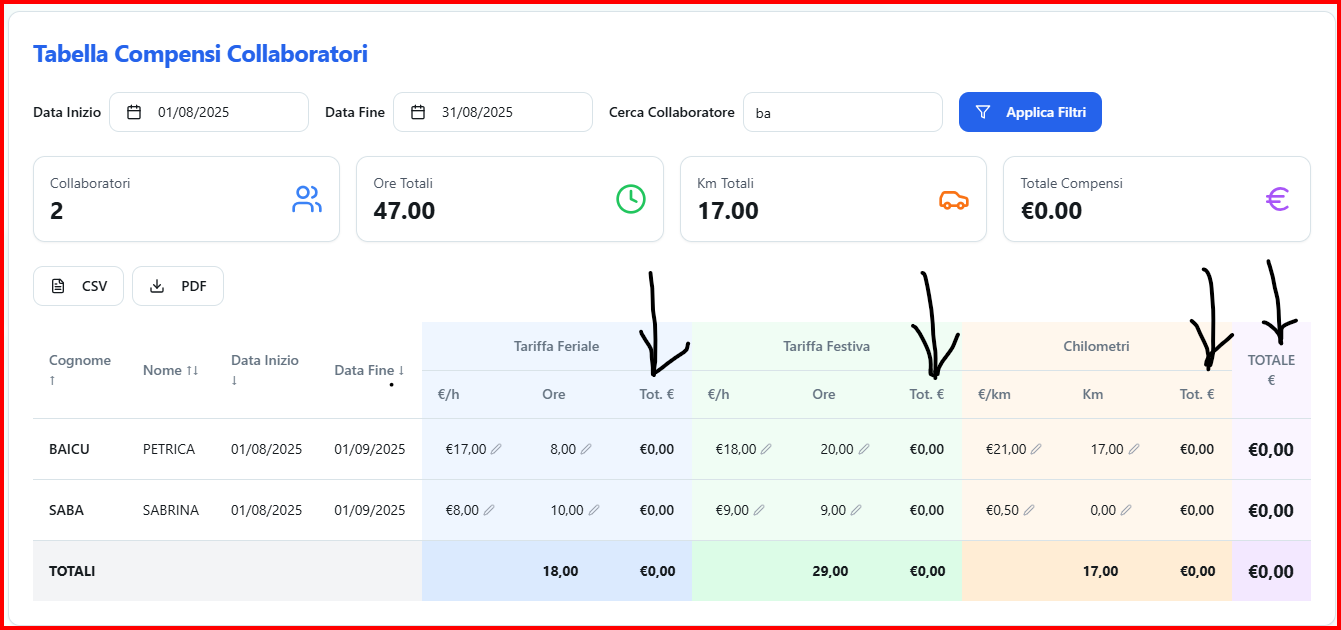 Tabella Compensi Collaboratori
Data Inizio 01/08/2025 Data Fine 31/08/2025 Cerca Collaboratore ba Applica Filtri
Collaboratori Ore Totali Km Totali Totale Compensi
2 47.00 17.00 €0.00
€
CSV PDF
Tariffa Feriale Tariffa Festiva Chilometri
Cognome ↑ Nome ↑↓ Data Inizio ↓ Data Fine ↓ TOTALE €
€/h Ore Tot. € €/h Ore Tot. € €/km Km Tot. €
BAICU PETRICA 01/08/2025 01/09/2025 €17,00 8,00 €0,00 €18,00 20,00 €0,00 €21,00 17,00 €0,00 €0,00
SABA SABRINA 01/08/2025 01/09/2025 €8,00 10,00 €0,00 €9,00 9,00 €0,00 €0,50 0,00 €0,00 €0,00
TOTALI 18,00 €0,00 29,00 €0,00 17,00 €0,00 €0,00